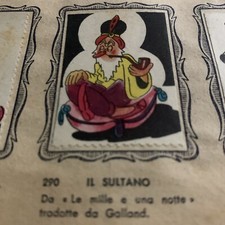 290 IL SULTANO
Da « Le mille e una notte »
tradotte da Galland.